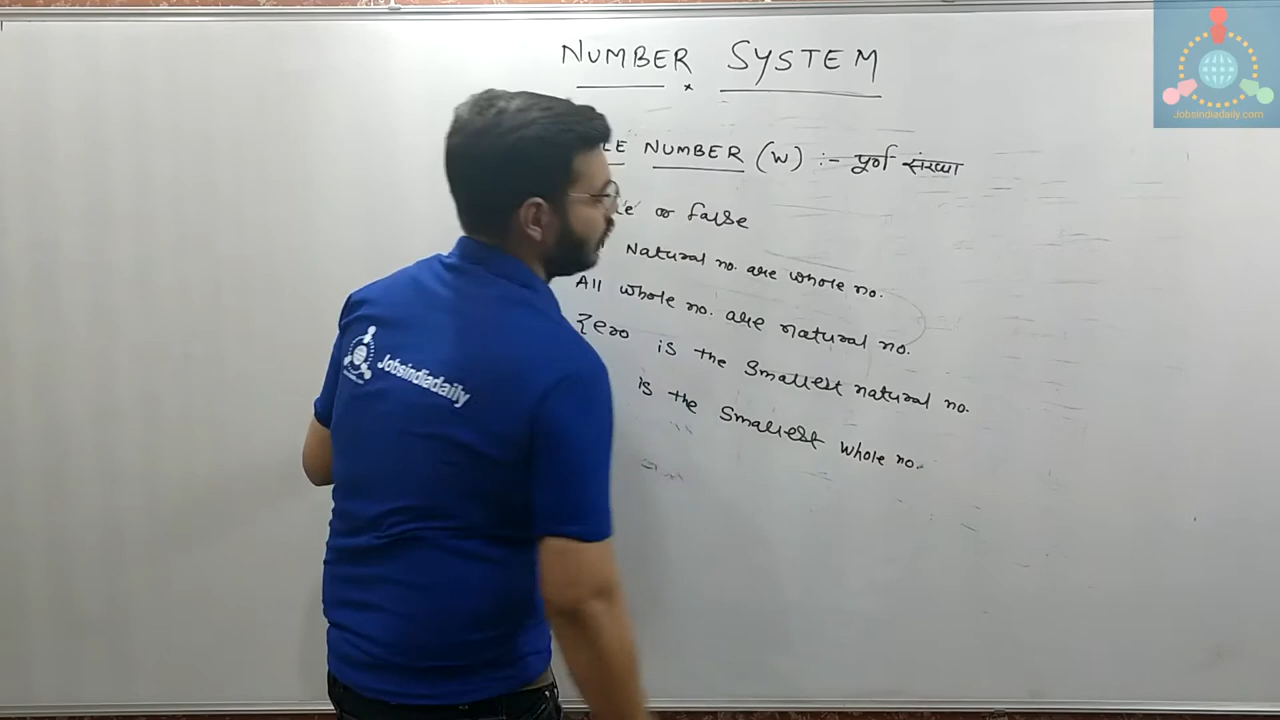 NUMBER SYSTEM
Jobsindiadaily.com
LE NUMBER (W) :- पूर्ण संख्या
e or false
Natural no. are whole no.
All whole no. are natural no.
Zero is the smallest natural no.
is the smallest whole no.
Jobsindiadaily